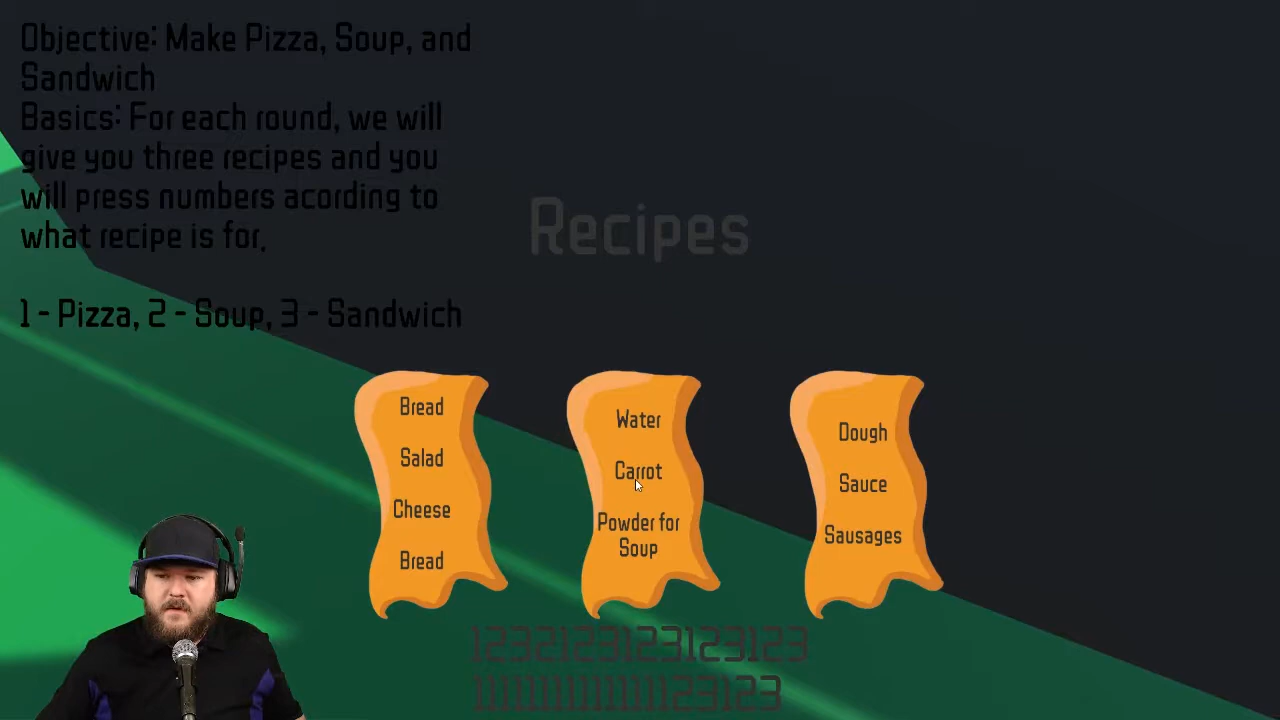 Objective: Make Pizza, Soup, and
Sandwich
Basics: For each round, we will
give you three recipes and you
will press numbers acording to
what recipe is for.
1 - Pizza, 2 - Soup, 3 - Sandwich
Recipes
Bread
Salad
Cheese
Bread
Water
Carrot
Powder for
Soup
Dough
Sauce
Sausages
1232123123123123